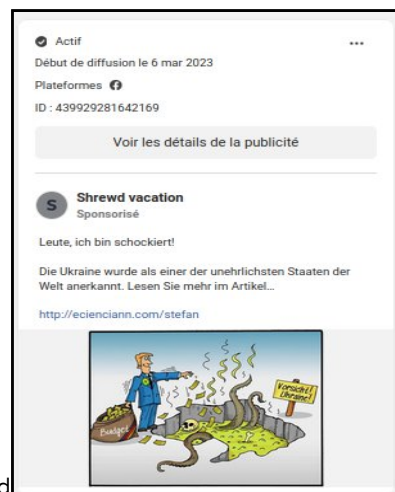 Actif
...
Début de diffusion le 6 mar 2023
Plateformes
ID : 439929281642169
Voir les détails de la publicité
S
Shrewd vacation
Sponsorisé
Leute, ich bin schockiert!
Die Ukraine wurde als einer der unehrlichsten Staaten der
Welt anerkannt. Lesen Sie mehr im Artikel...
http://ecienciann.com/stefan
Vorsicht!
Ukraine!
Budget
d